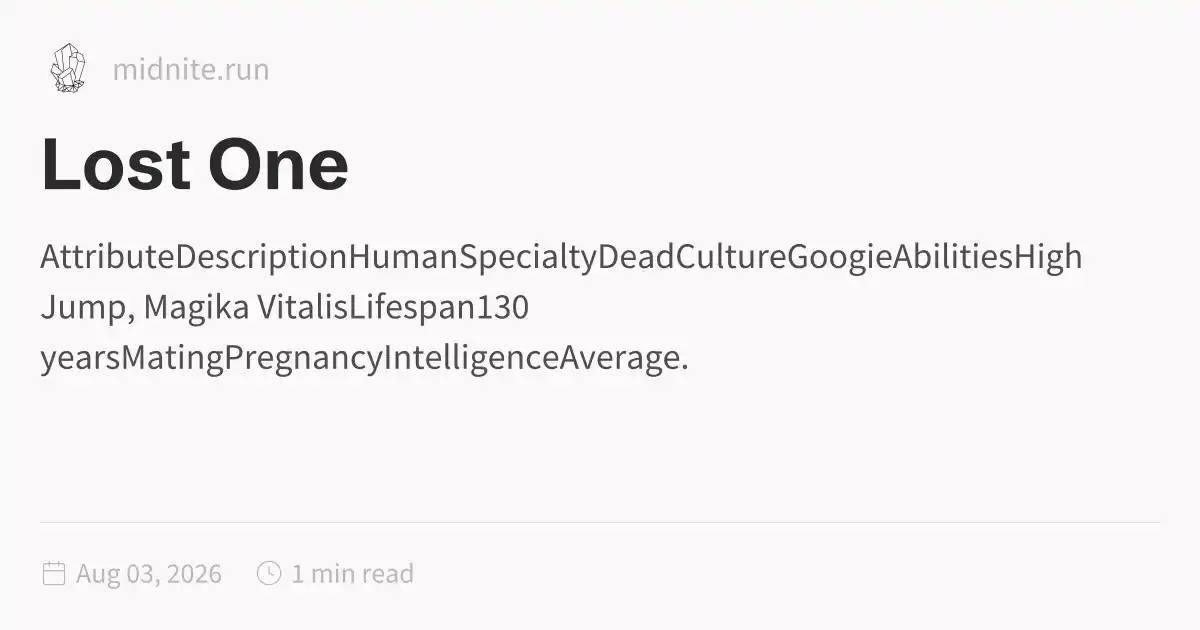 midnite.run
Lost One
AttributeDescriptionHumanSpecialtyDeadCultureGoogieAbilitiesHigh
Jump, Magika VitalisLifespan130
yearsMatingPregnancyIntelligenceAverage.
Aug 03, 2026 1 min read